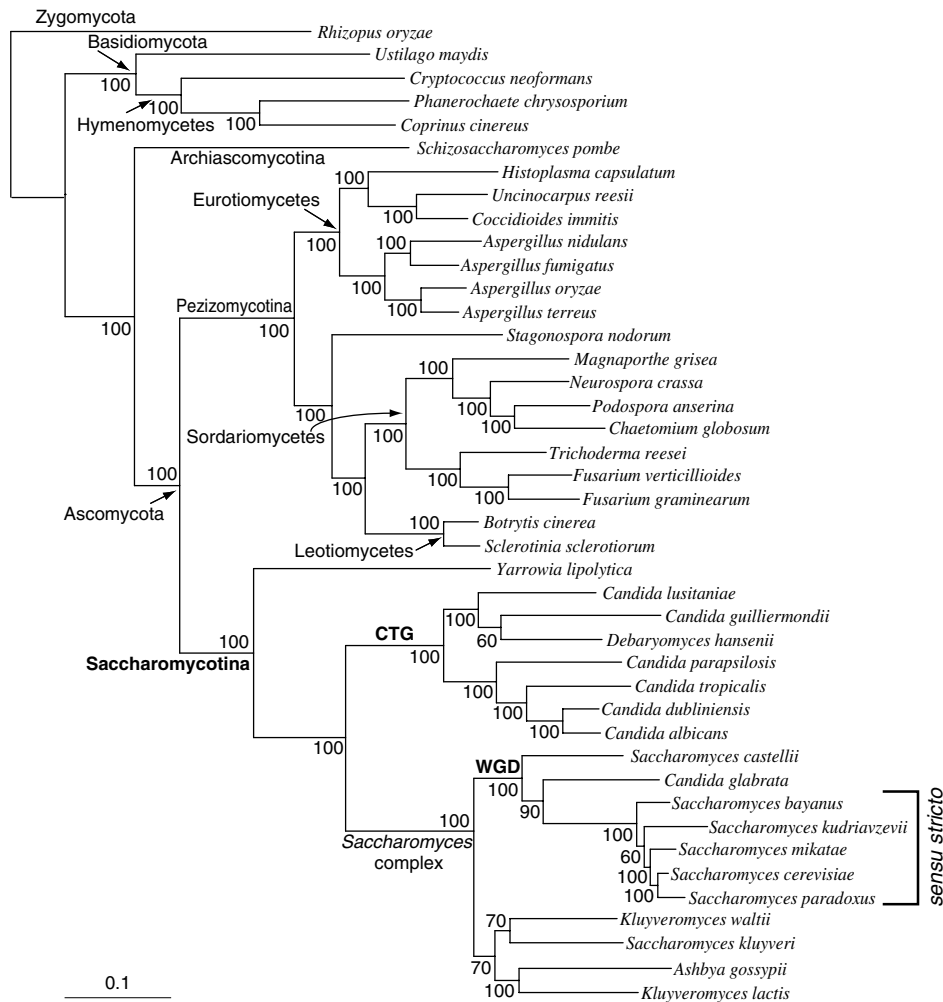 Zygomycota
Rhizopus oryzae
Basidiomycota
Ustilago maydis
100
Cryptococcus neoformans
100
Phanerochaete chrysosporium
Hymenomycetes
100
Coprinus cinereus
Schizosaccharomyces pombe
Archiascomycotina
Histoplasma capsulatum
100
Uncinocarpus reesii
Eurotiomycetes
100
Coccidioides immitis
100
100
Aspergillus nidulans
Aspergillus fumigatus
100
Aspergillus oryzae
Pezizomycotina
100
Aspergillus terreus
100
100
Stagonospora nodorum
Magnaporthe grisea
100
Neurospora crassa
100
Podospora anserina
100
100
Chaetomium globosum
Sordariomycetes
100
Trichoderma reesei
100
100
Fusarium verticillioides
100
100
Fusarium graminearum
Ascomycota
100
Botrytis cinerea
Leotiomycetes
Sclerotinia sclerotiorum
Yarrowia lipolytica
Candida lusitaniae
100
Candida guilliermondii
100
CTG
60
Debaryomyces hansenii
Saccharomycotina
100
Candida parapsilosis
100
Candida tropicalis
100
Candida dubliniensis
100
100
Candida albicans
Saccharomyces castellii
WGD
Candida glabrata
100
90
Saccharomyces bayanus
100
100
Saccharomyces kudriavzevii
Saccharomyces
complex
60
Saccharomyces mikatae
100
Saccharomyces cerevisiae
100
Saccharomyces paradoxus
sensu stricto
70
Kluyveromyces waltii
Saccharomyces kluyveri
70
Ashbya gossypii
100
Kluyveromyces lactis
0.1